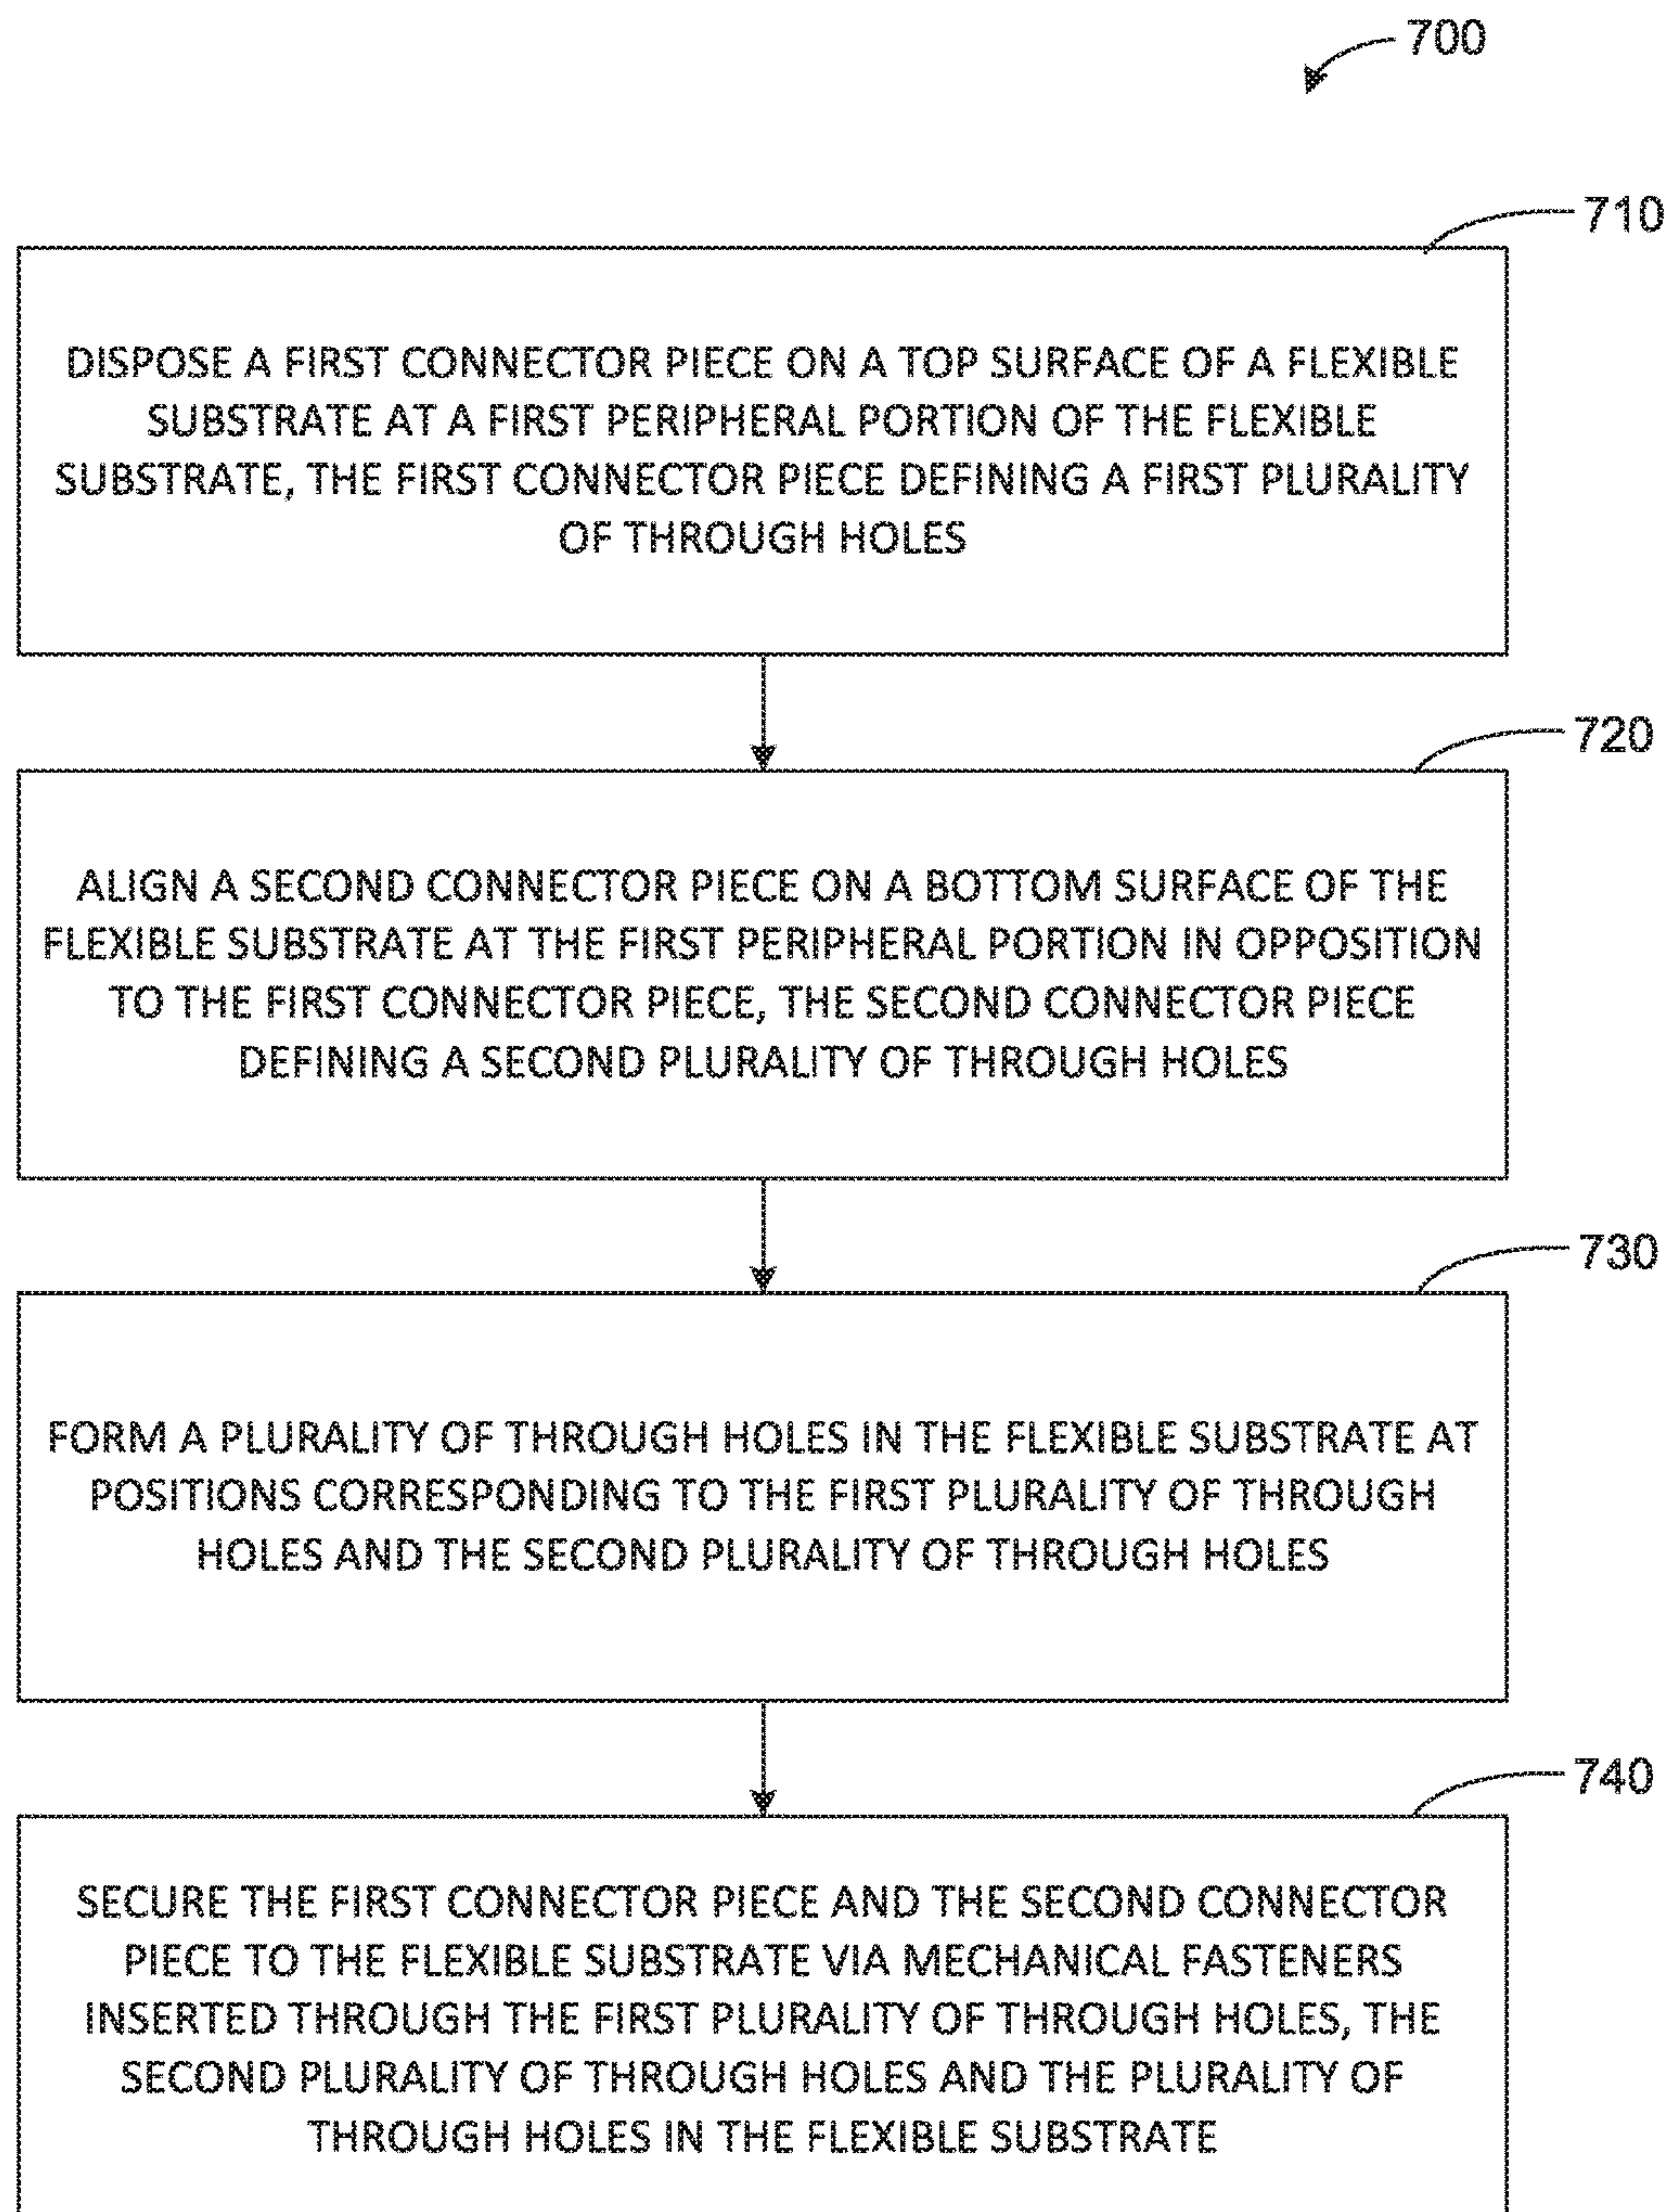 700
710
DISPOSE A FIRST CONNECTOR PIECE ON A TOP SURFACE OF A FLEXIBLE
SUBSTRATE AT A FIRST PERIPHERAL PORTION OF THE FLEXIBLE
SUBSTRATE, THE FIRST CONNECTOR PIECE DEFINING A FIRST PLURALITY
OF THROUGH HOLES
720
ALIGN A SECOND CONNECTOR PIECE ON A BOTTOM SURFACE OF THE
FLEXIBLE SUBSTRATE AT THE FIRST PERIPHERAL PORTION IN OPPOSITION
TO THE FIRST CONNECTOR PIECE, THE SECOND CONNECTOR PIECE
DEFINING A SECOND PLURALITY OF THROUGH HOLES
730
FORM A PLURALITY OF THROUGH HOLES IN THE FLEXIBLE SUBSTRATE AT
POSITIONS CORRESPONDING TO THE FIRST PLURALITY OF THROUGH
HOLES AND THE SECOND PLURALITY OF THROUGH HOLES
740
SECURE THE FIRST CONNECTOR PIECE AND THE SECOND CONNECTOR
PIECE TO THE FLEXIBLE SUBSTRATE VIA MECHANICAL FASTENERS
INSERTED THROUGH THE FIRST PLURALITY OF THROUGH HOLES, THE
SECOND PLURALITY OF THROUGH HOLES AND THE PLURALITY OF
THROUGH HOLES IN THE FLEXIBLE SUBSTRATE